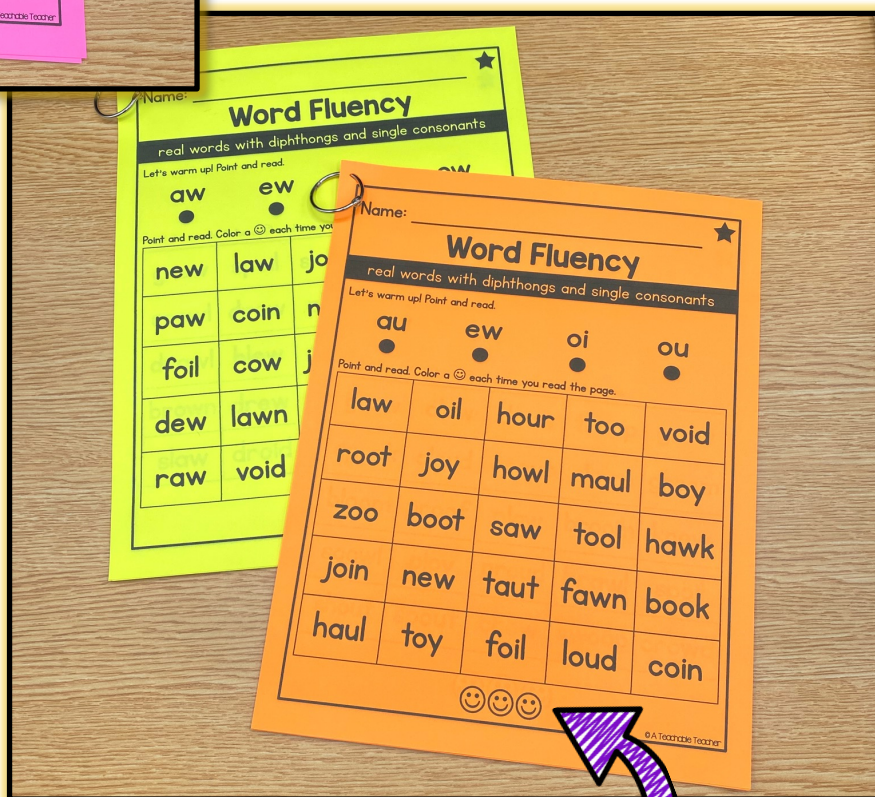 Teachable Teacher
Name:
Word Fluency
real words with diphthongs and single consonants
Let's warm up! Point and read.
aw ew ow
Point and read. Color a ☺ each time you
new law jo
paw coin n
foil cow j
dew lawn
raw void
Name:
Word Fluency
real words with diphthongs and single consonants
Let's warm up! Point and read.
au ew oi ou
Point and read. Color a ☺ each time you read the page.
law oil hour too void
root joy howl maul boy
zoo boot saw tool hawk
join new taut fawn book
haul toy foil loud coin
©A Teachable Teacher